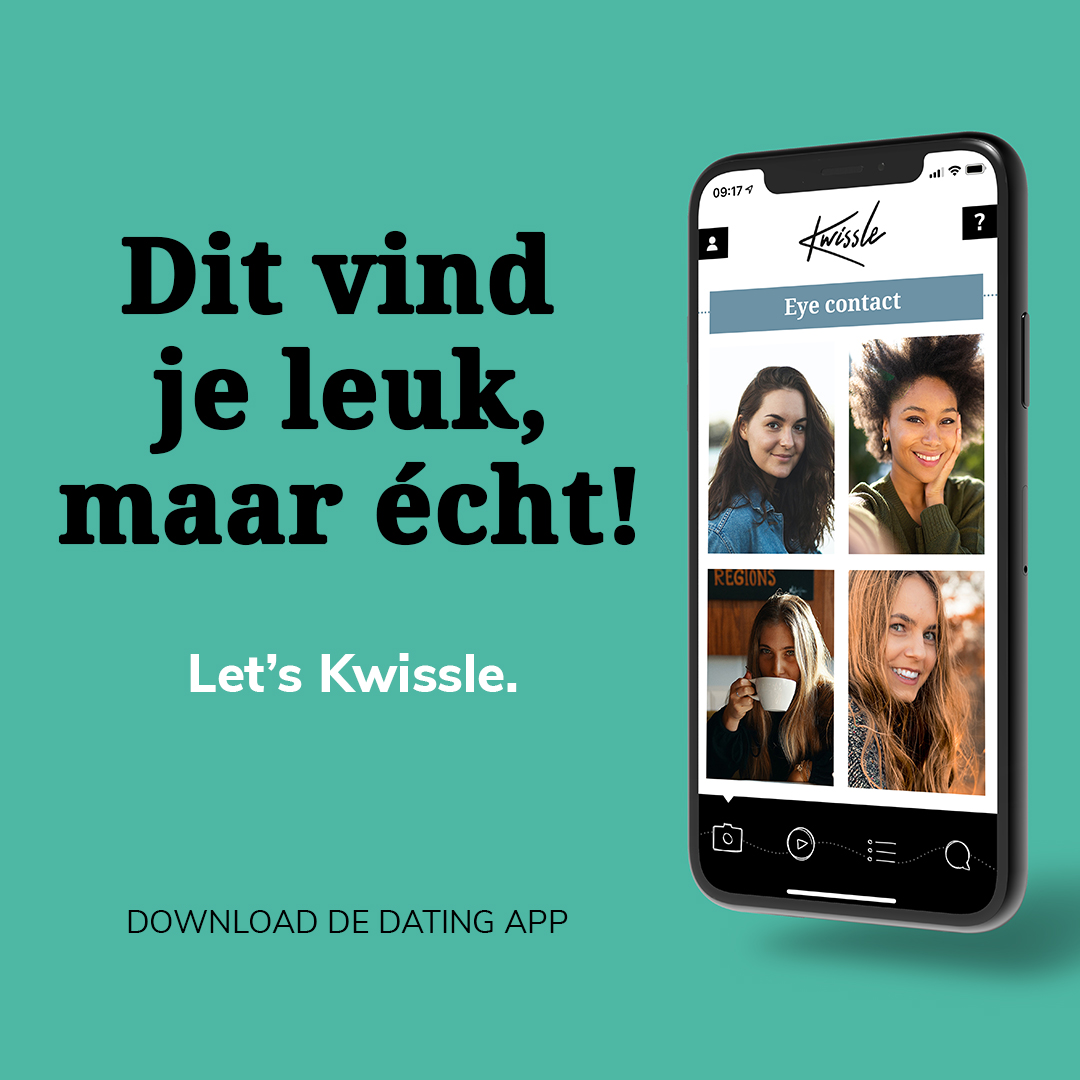 Dit vind
je leuk,
maar écht!
Let's Kwissle.
DOWNLOAD DE DATING APP
09:17
Kwissle
?
Eye contact
REGIONS